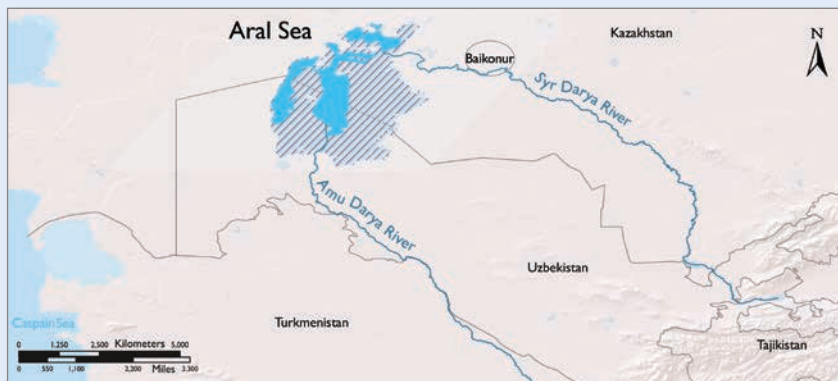 Aral Sea
Kazakhstan
N
Baikonur
Syr Darya River
Amu Darya River
Uzbekistan
Turkmenistan
Caspain Sea
Tajikistan
0 1,250 2,500 Kilometers 5,000
0 550 1,100 2,200 Miles 3,300